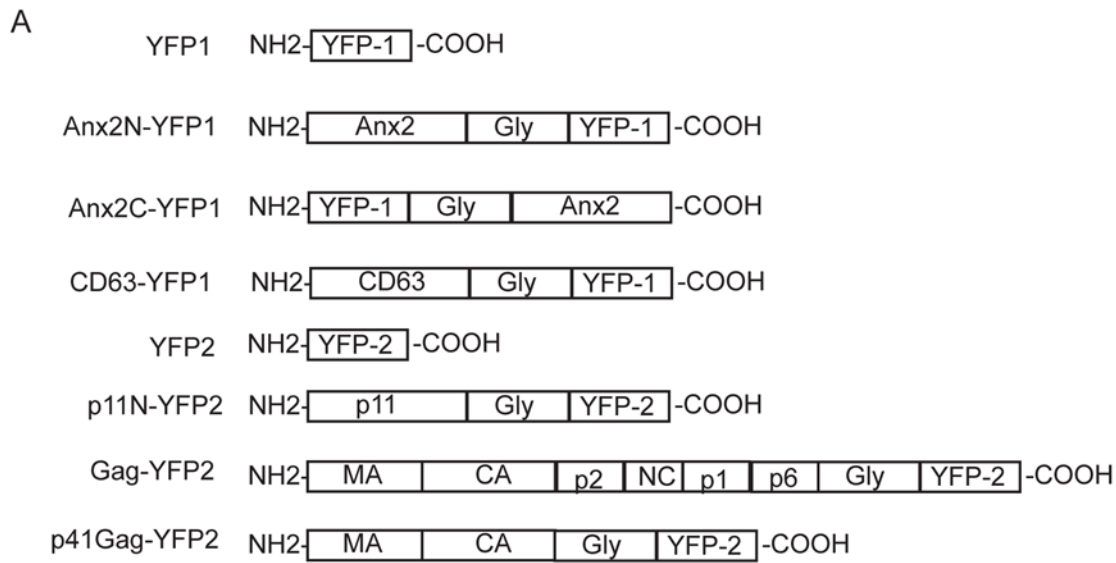 A
YFP1 NH2- YFP-1 -COOH
Anx2N-YFP1 NH2- Anx2 Gly YFP-1 -COOH
Anx2C-YFP1 NH2- YFP-1 Gly Anx2 -COOH
CD63-YFP1 NH2- CD63 Gly YFP-1 -COOH
YFP2 NH2- YFP-2 -COOH
p11N-YFP2 NH2- p11 Gly YFP-2 -COOH
Gag-YFP2 NH2- MA CA p2 NC p1 p6 Gly YFP-2 -COOH
p41Gag-YFP2 NH2- MA CA Gly YFP-2 -COOH